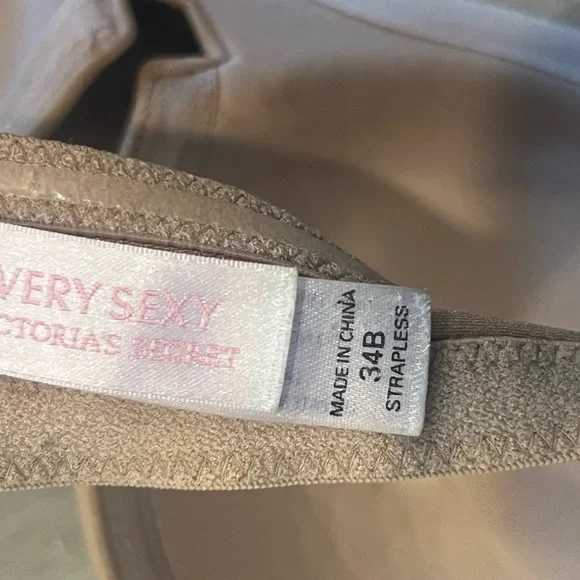 VERY SEXY
CTORIA'S SECRET
MADE IN CHINA
34B
STRAPLESS